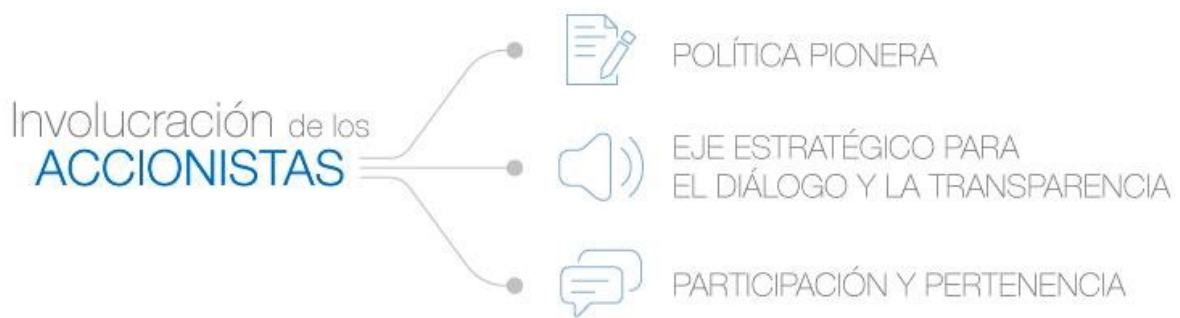 Involucración de los
ACCIONISTAS
POLÍTICA PIONERA
EJE ESTRATÉGICO PARA
EL DIÁLOGO Y LA TRANSPARENCIA
PARTICIPACIÓN Y PERTENENCIA